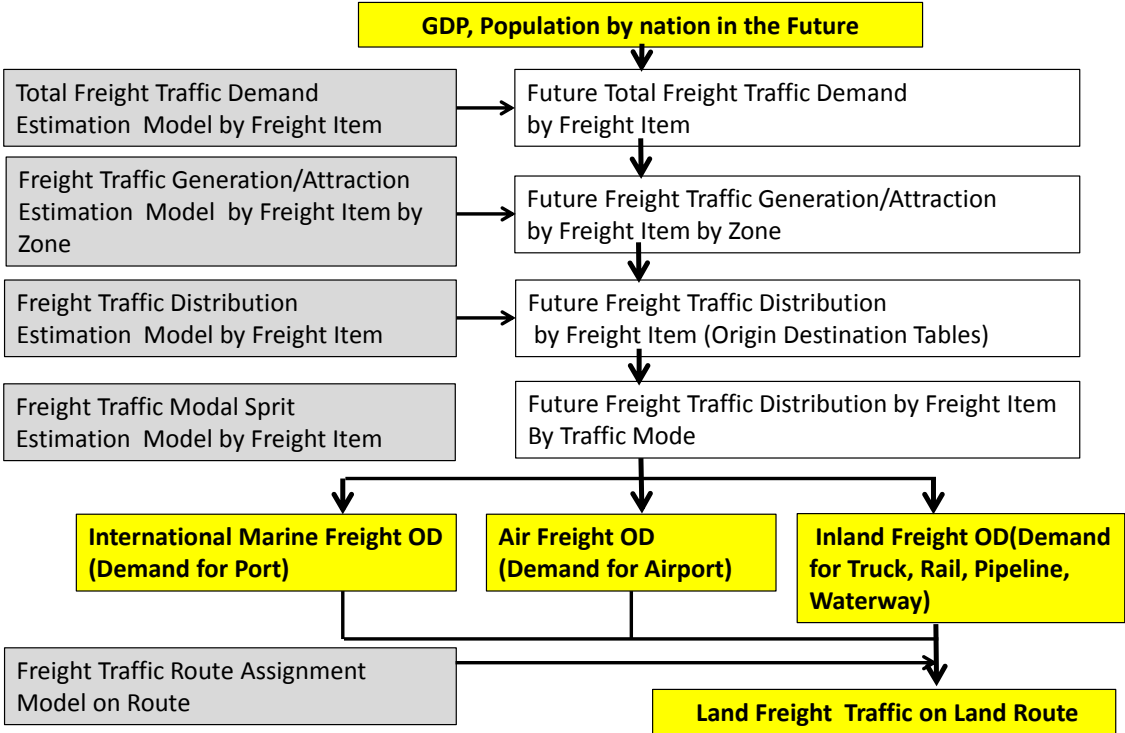 GDP, Population by nation in the Future
Total Freight Traffic Demand
Estimation Model by Freight Item
Future Total Freight Traffic Demand
by Freight Item
Freight Traffic Generation/Attraction
Estimation Model by Freight Item by
Zone
Future Freight Traffic Generation/Attraction
by Freight Item by Zone
Freight Traffic Distribution
Estimation Model by Freight Item
Future Freight Traffic Distribution
by Freight Item (Origin Destination Tables)
Freight Traffic Modal Sprit
Estimation Model by Freight Item
Future Freight Traffic Distribution by Freight Item
By Traffic Mode
International Marine Freight OD
(Demand for Port)
Air Freight OD
(Demand for Airport)
Inland Freight OD(Demand
for Truck, Rail, Pipeline,
Waterway)
Freight Traffic Route Assignment
Model on Route
Land Freight Traffic on Land Route